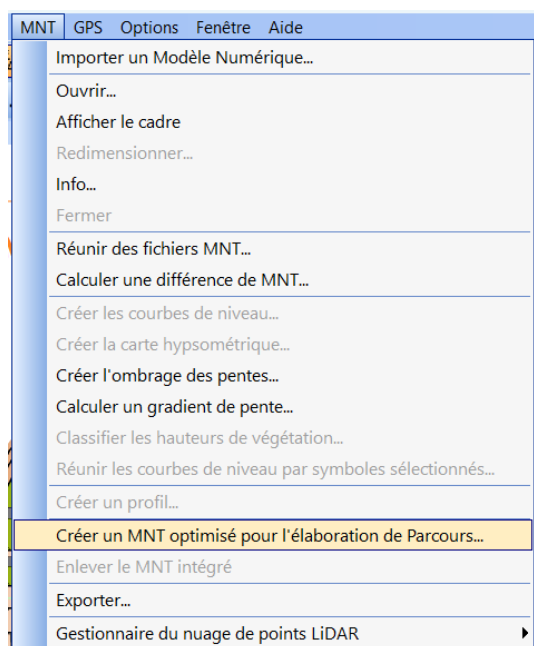 MNT GPS Options Fenêtre Aide
Importer un Modèle Numérique...
Ouvrir...
Afficher le cadre
Redimensionner...
Info...
Fermer
Réunir des fichiers MNT...
Calculer une différence de MNT...
Créer les courbes de niveau...
Créer la carte hypsométrique...
Créer l'ombrage des pentes...
Calculer un gradient de pente...
Classifier les hauteurs de végétation...
Réunir les courbes de niveau par symboles sélectionnés...
Créer un profil...
Créer un MNT optimisé pour l'élaboration de Parcours...
Enlever le MNT intégré
Exporter...
Gestionnaire du nuage de points LiDAR